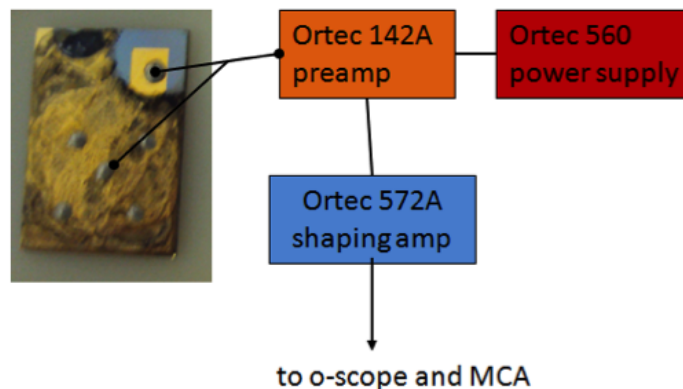 Ortec 142A
preamp
Ortec 560
power supply
Ortec 572A
shaping amp
to o-scope and MCA